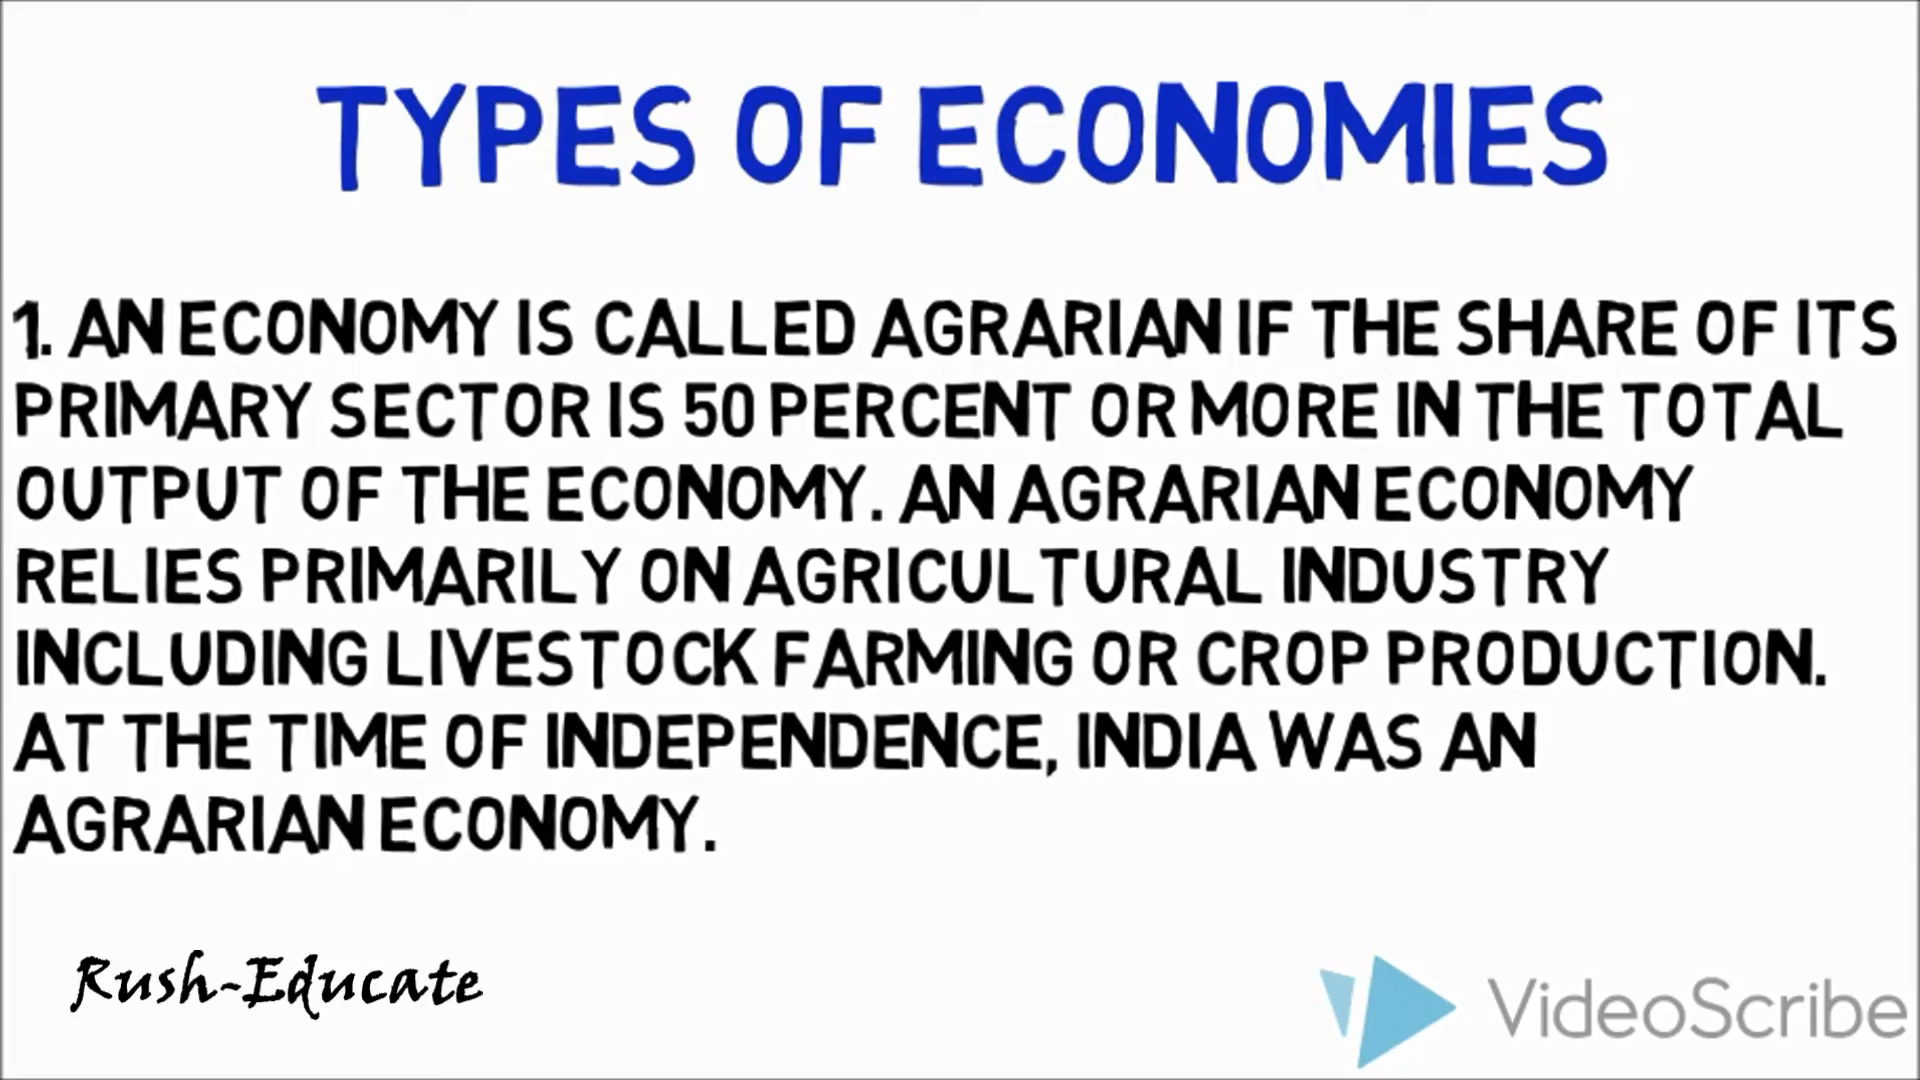 TYPES OF ECONOMIES
1. AN ECONOMY IS CALLED AGRARIAN IF THE SHARE OF ITS
PRIMARY SECTOR IS 50 PERCENT OR MORE IN THE TOTAL
OUTPUT OF THE ECONOMY. AN AGRARIAN ECONOMY
RELIES PRIMARILY ON AGRICULTURAL INDUSTRY
INCLUDING LIVESTOCK FARMING OR CROP PRODUCTION.
AT THE TIME OF INDEPENDENCE, INDIA WAS AN
AGRARIAN ECONOMY.
Rush-Educate
VideoScribe